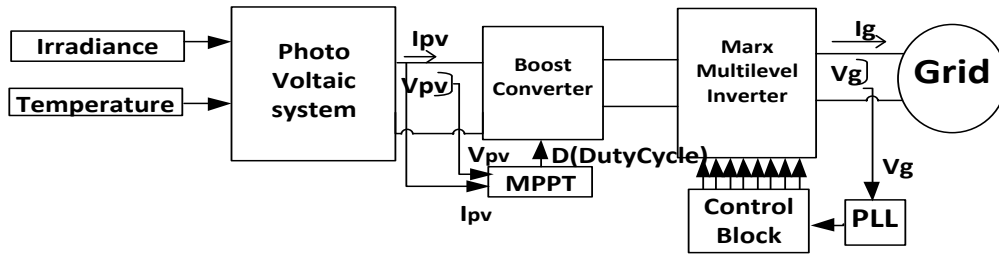 Irradiance
Temperature
Photo
Voltaic
system
Ipv
Vpv
Boost
Converter
Vpv
Ipv
D(DutyCycle)
MPPT
Marx
Multilevel
Inverter
Control
Block
Ig
Vg
Grid
Vg
PLL